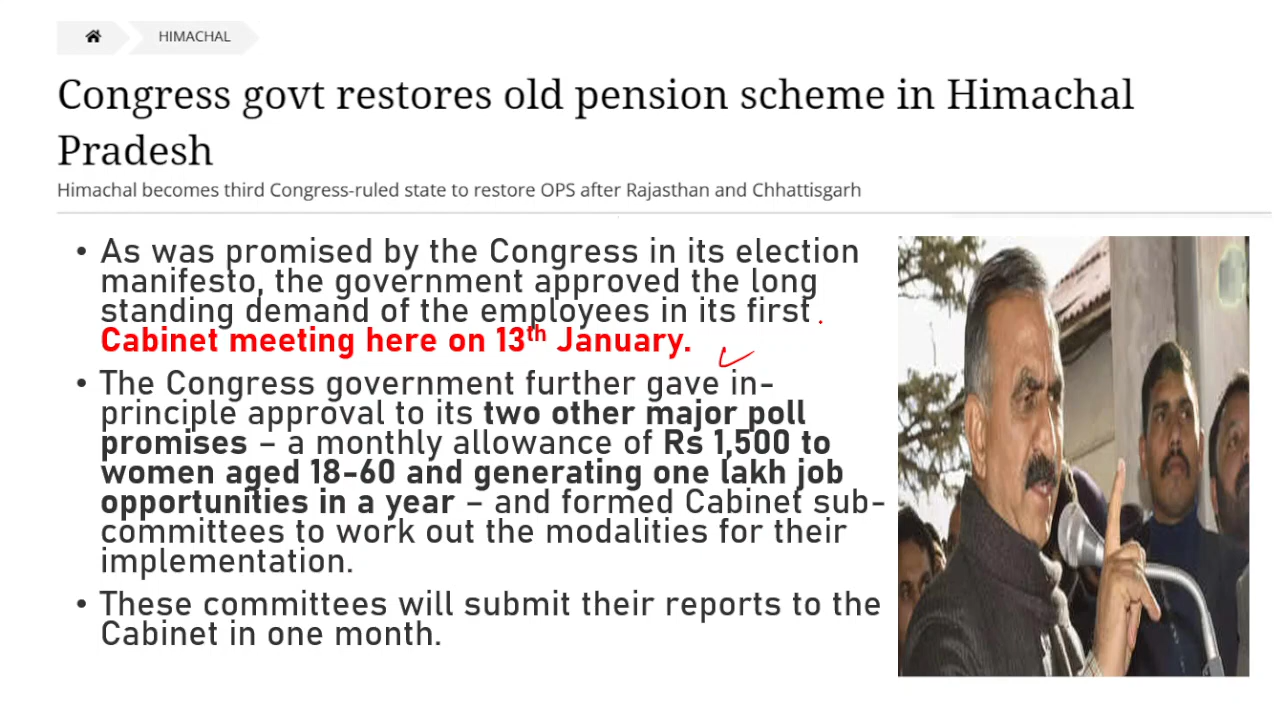 HIMACHAL
Congress govt restores old pension scheme in Himachal
Pradesh
Himachal becomes third Congress-ruled state to restore OPS after Rajasthan and Chhattisgarh
• As was promised by the Congress in its election
manifesto, the government approved the long
standing demand of the employees in its first
Cabinet meeting here on 13th January.
• The Congress government further gave in-
principle approval to its two other major poll
promises – a monthly allowance of Rs 1,500 to
women aged 18-60 and generating one lakh job
opportunities in a year – and formed Cabinet sub-
committees to work out the modalities for their
implementation.
• These committees will submit their reports to the
Cabinet in one month.